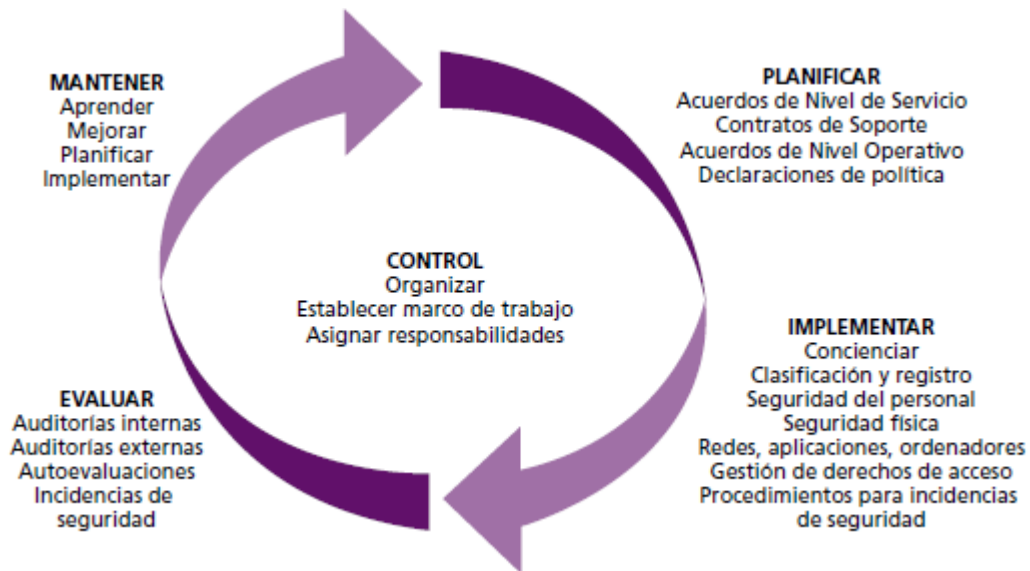 MANTENER
Aprender
Mejorar
Planificar
Implementar
PLANIFICAR
Acuerdos de Nivel de Servicio
Contratos de Soporte
Acuerdos de Nivel Operativo
Declaraciones de política
CONTROL
Organizar
Establecer marco de trabajo
Asignar responsabilidades
EVALUAR
Auditorías internas
Auditorías externas
Autoevaluaciones
Incidencias de
seguridad
IMPLEMENTAR
Concienciar
Clasificación y registro
Seguridad del personal
Seguridad física
Redes, aplicaciones, ordenadores
Gestión de derechos de acceso
Procedimientos para incidencias
de seguridad